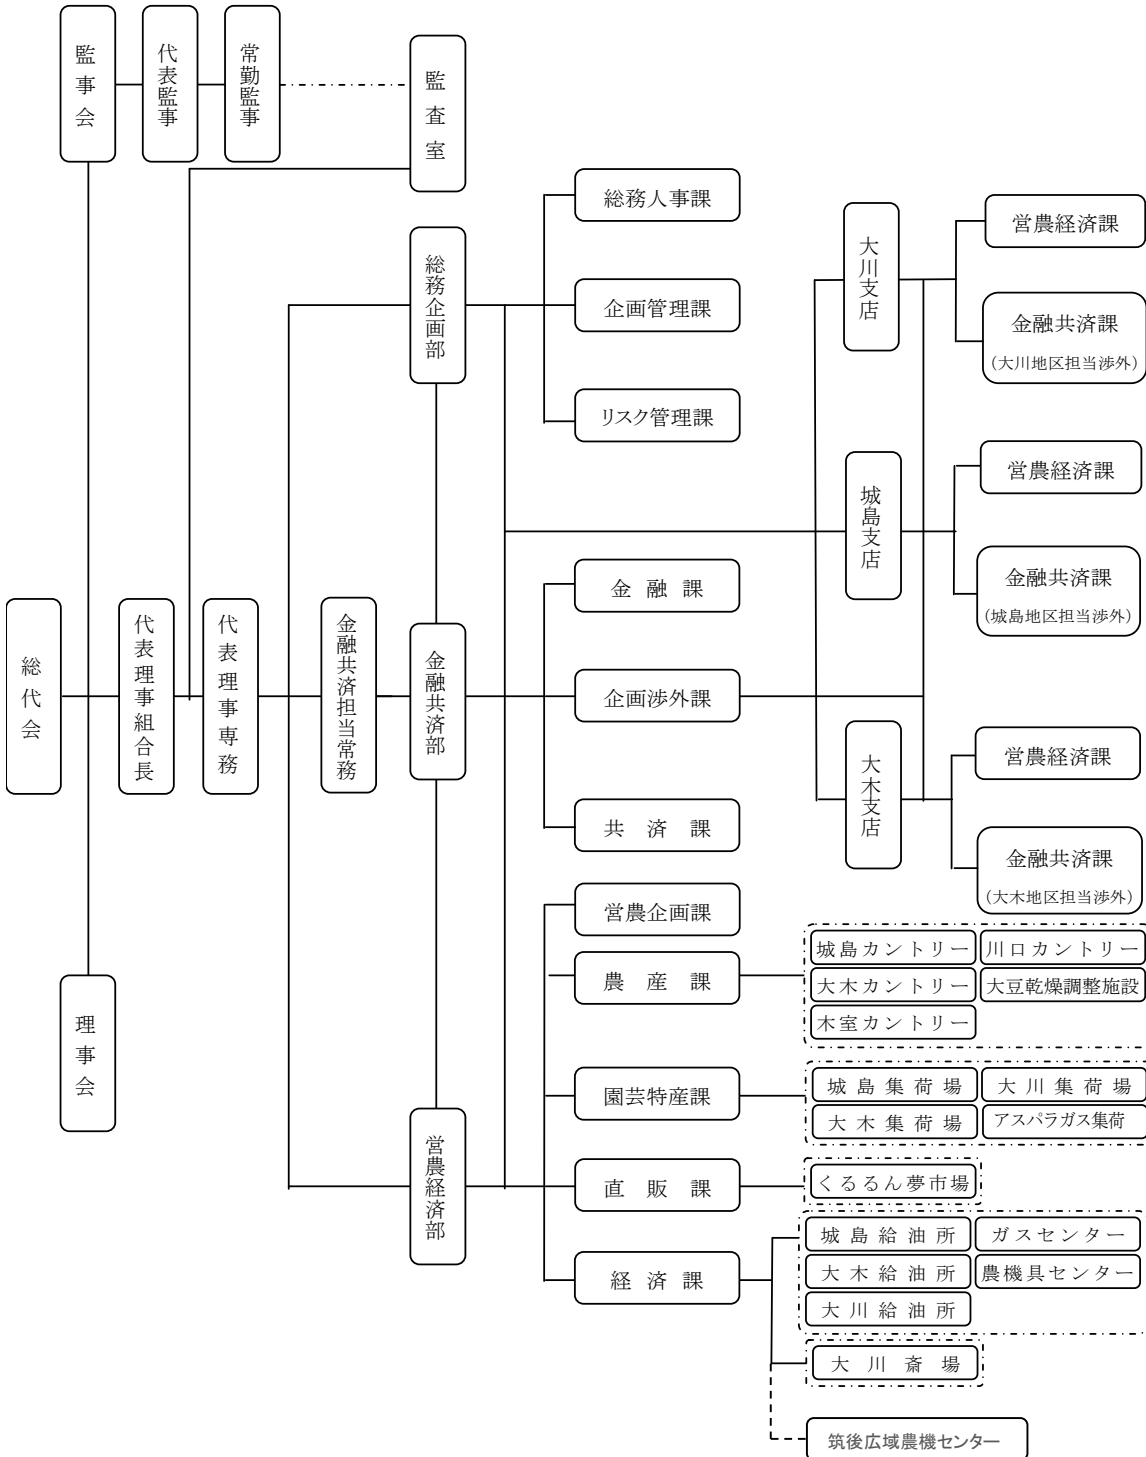 監事会
代表監事
常勤監事
監査室
総務人事課
大川支店
営農経済課
総務企画部
企画管理課
金融共済課
(大川地区担当渉外)
リスク管理課
城島支店
営農経済課
金融課
金融共済課
(城島地区担当渉外)
総代会
代表理事組合長
代表理事専務
金融共済担当常務
金融共済部
企画渉外課
大木支店
営農経済課
共済課
金融共済課
(大木地区担当渉外)
営農企画課
農産課
城島カントリー
川口カントリー
大木カントリー
大豆乾燥調整施設
木室カントリー
理事会
園芸特産課
城島集荷場
大川集荷場
大木集荷場
アスパラガス集荷
営農経済部
直販課
くるるん夢市場
城島給油所
ガスセンター
経済課
大木給油所
農機具センター
大川給油所
大川斎場
筑後広域農機センター